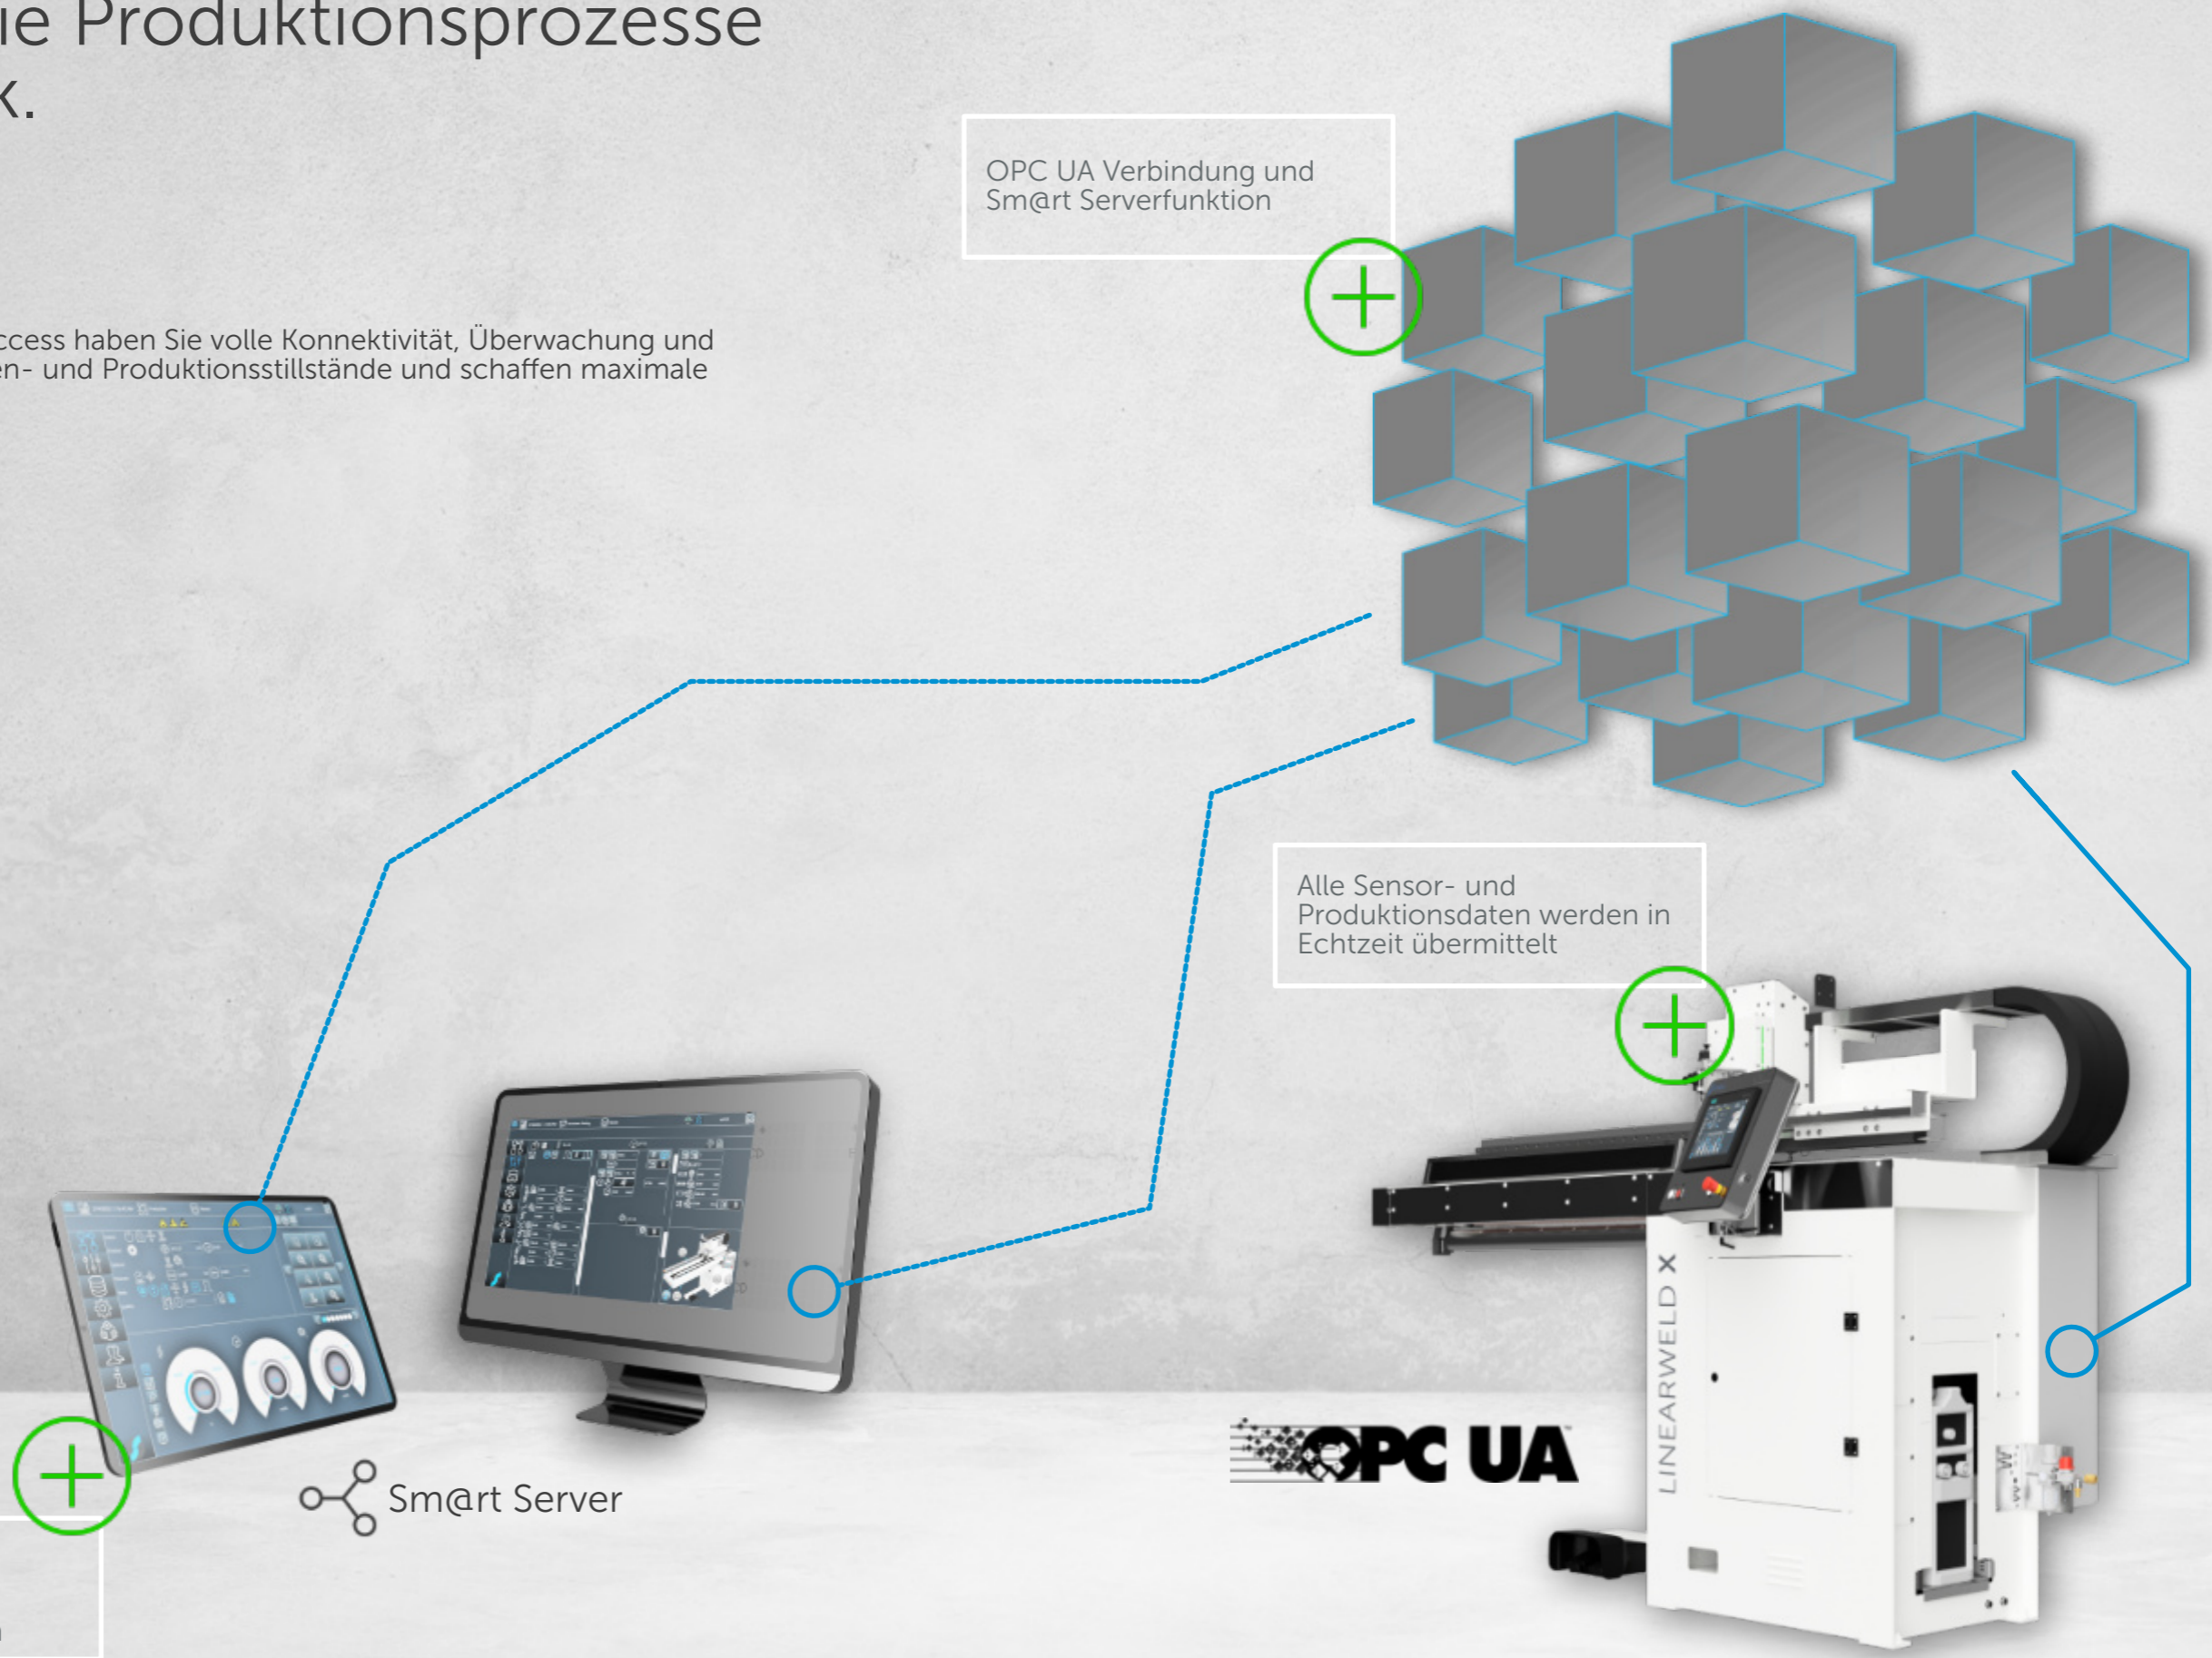 ie Produktionsprozesse
k.
OPC UA Verbindung und
Sm@rt Serverfunktion
ccess haben Sie volle Konnektivität, Überwachung und
en- und Produktionsstillstände und schaffen maximale
Alle Sensor- und
Produktionsdaten werden in
Echtzeit übermittelt
LINEARWELD X
OPC UA
Sm@rt Server